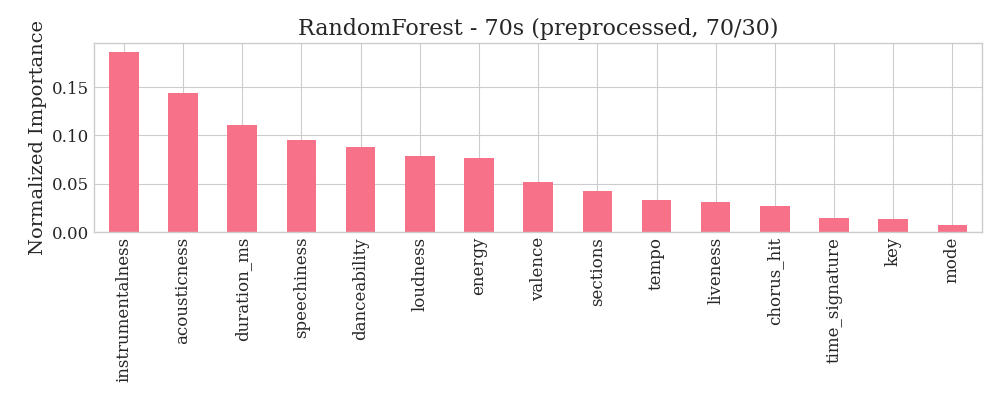 RandomForest - 70s (preprocessed, 70/30)
Normalized Importance
0.15
0.10
0.05
0.00
instrumentalness
acousticness
duration_ms
speechiness
danceability
loudness
energy
valence
sections
tempo
liveness
chorus_hit
time_signature
key
mode